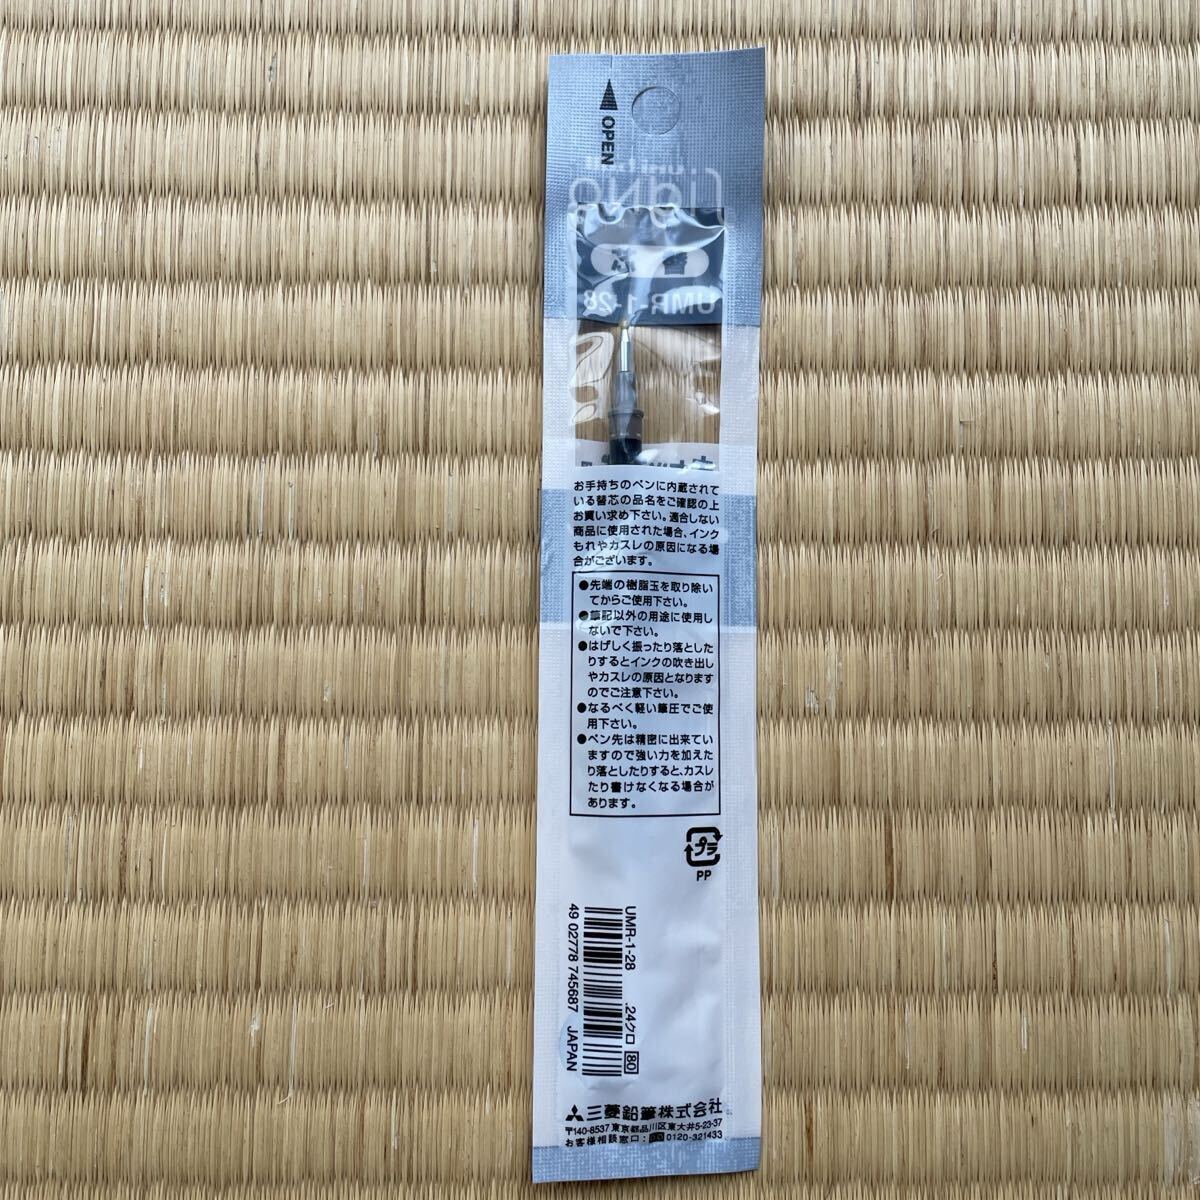 OPEN
UMR-1-28
お手持ちのペンに内蔵されて
いる替芯の品名をご確認の上
お買い求め下さい。適合しない
商品に使用された場合、インク
もれやカスレの原因になる場
合がございます。
●先端の樹脂玉を取り除い
てからご使用下さい。
●筆記以外の用途に使用し
ないで下さい。
●はげしく振ったり落とした
りするとインクの吹き出し
やカスレの原因となります
のでご注意下さい。
●なるべく軽い筆圧でご使
用下さい。
●ペン先は精密に出来てい
ますので強い力を加えた
り落としたりすると、カスレ
たり書けなくなる場合が
あります。
プラ
PP
UMR-1-28 .24クロ 80
49 02778 745687 JAPAN
三菱鉛筆株式会社
〒140-8537 東京都品川区東大井5-23-37
お客様相談窓口: 0120-321433